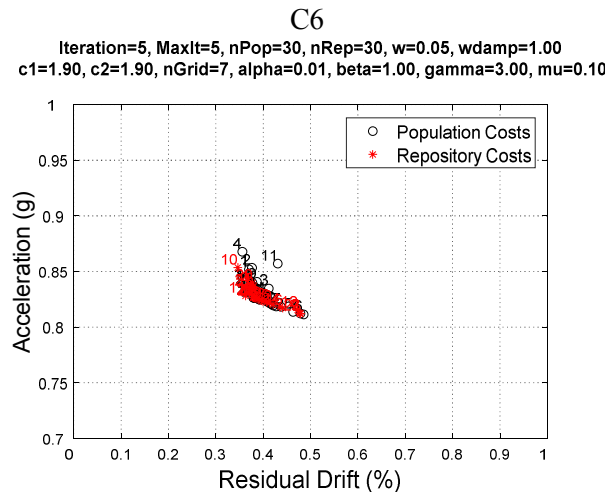 C6
Iteration=5, MaxIt=5, nPop=30, nRep=30, w=0.05, wdamp=1.00
c1=1.90, c2=1.90, nGrid=7, alpha=0.01, beta=1.00, gamma=3.00, mu=0.10
1
0.95
0.9
0.85
0.8
0.75
0.7
Acceleration (g)
Population Costs
Repository Costs
4
11
10
2
3
0 0.1 0.2 0.3 0.4 0.5 0.6 0.7 0.8 0.9 1
Residual Drift (%)